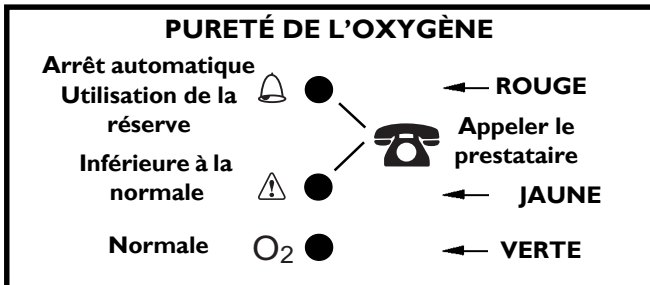 PURETÉ DE L'OXYGÈNE
Arrêt automatique
Utilisation de la
réserve
ROUGE
Appeler le
prestataire
Inférieure à la
normale
JAUNE
Normale
O2
VERTE